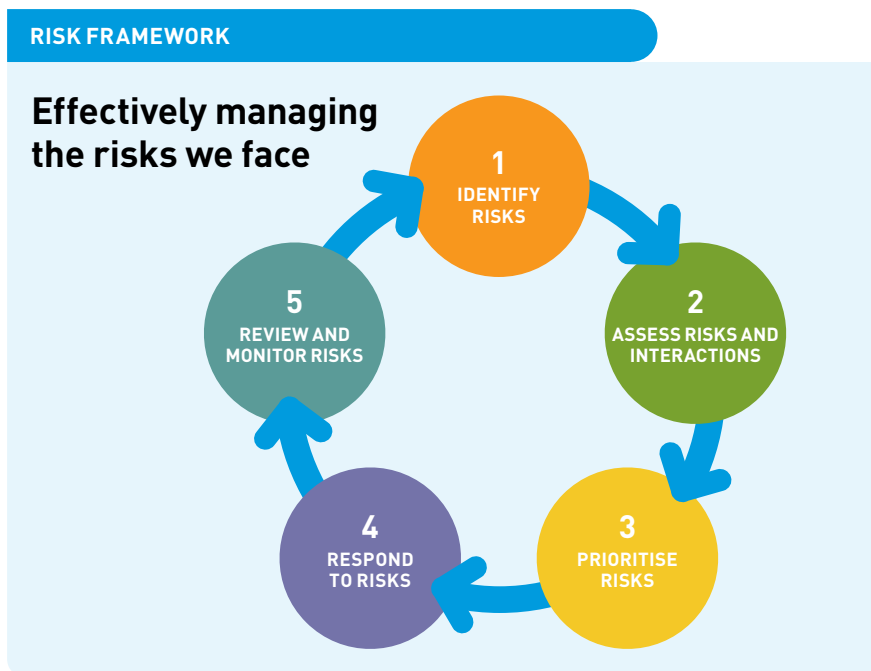 RISK FRAMEWORK
Effectively managing
the risks we face
1
IDENTIFY
RISKS
2
ASSESS RISKS AND
INTERACTIONS
3
PRIORITISE
RISKS
4
RESPOND
TO RISKS
5
REVIEW AND
MONITOR RISKS